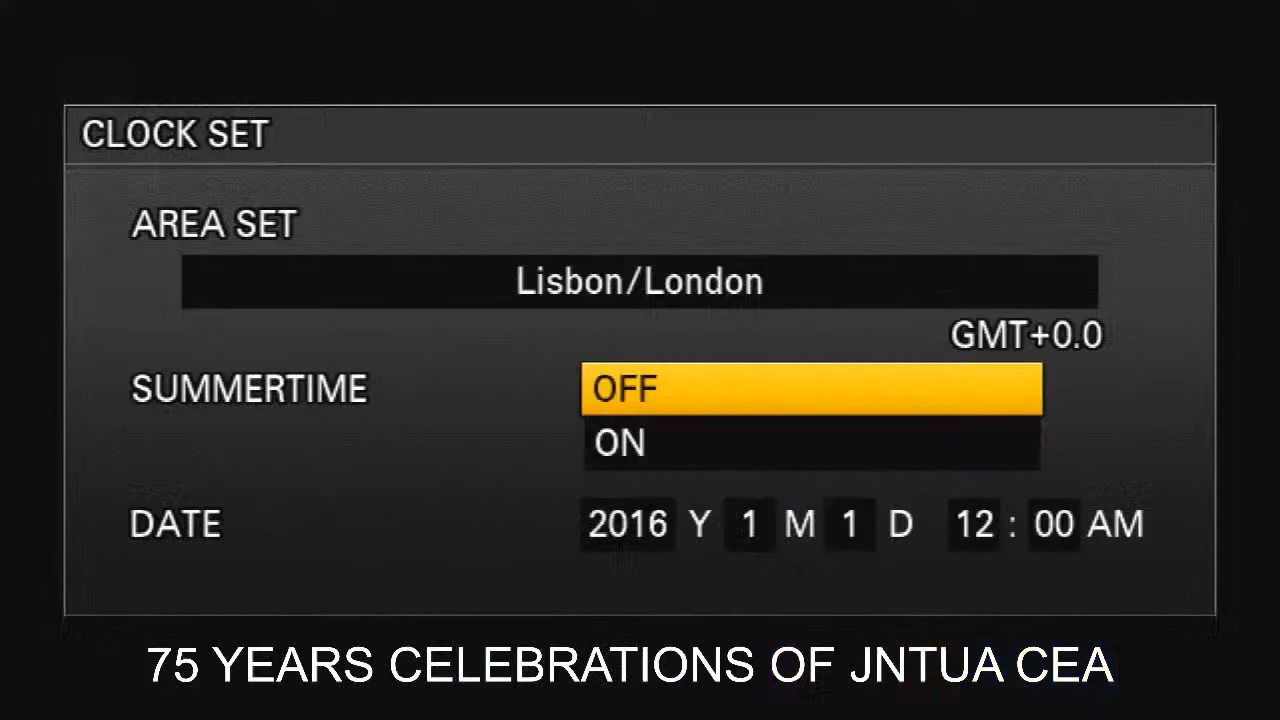 CLOCK SET
AREA SET
Lisbon/London
GMT+0.0
SUMMERTIME OFF
ON
DATE 2016 Y 1 M 1 D 12 : 00 AM
75 YEARS CELEBRATIONS OF JNTUA CEA